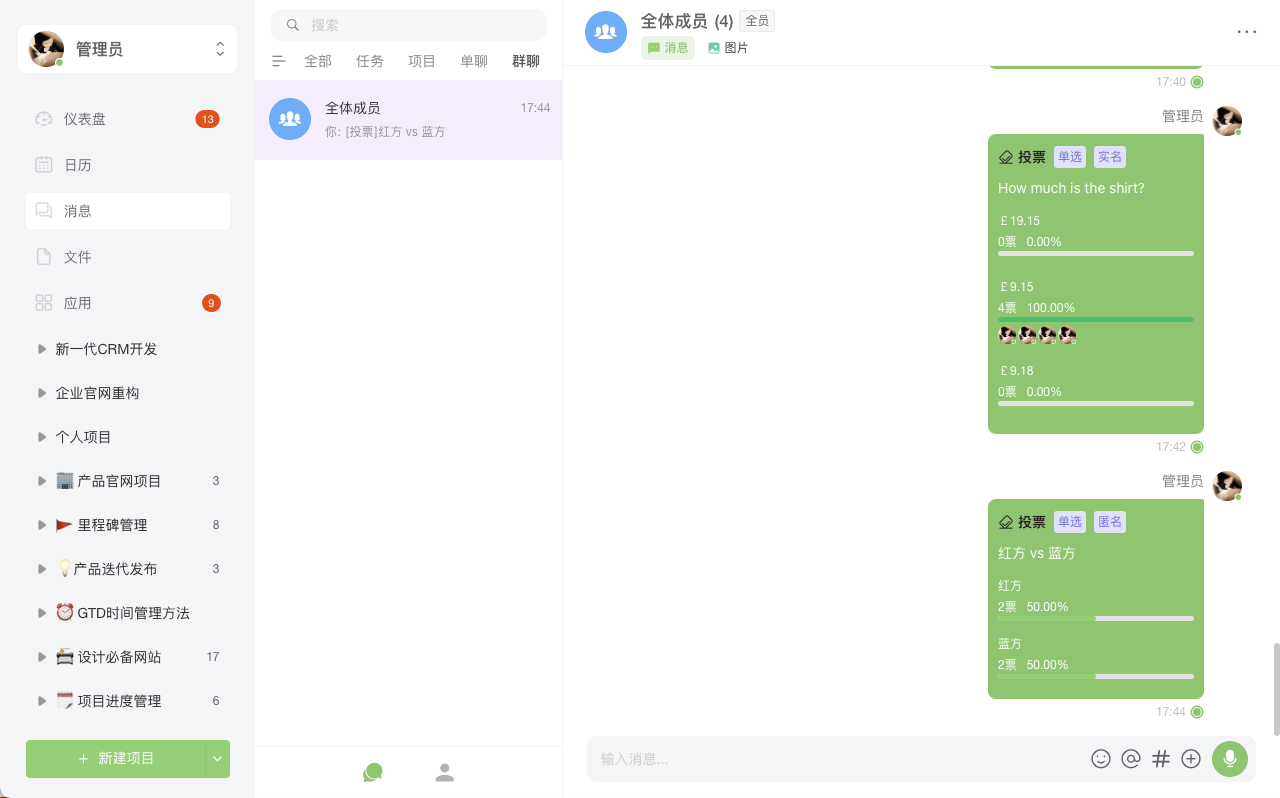 管理员
仪表盘 13
日历
消息
文件
应用 9
新一代CRM开发
企业官网重构
个人项目
产品官网项目 3
里程碑管理 8
产品迭代发布 3
GTD时间管理方法
设计必备网站 17
项目进度管理 6
新建项目
搜索
全部 任务 项目 单聊 群聊
全体成员 17:44
你: [投票]红方 vs 蓝方
全体成员 (4) 全员
消息 图片
17:40
管理员
投票 单选 实名
How much is the shirt?
￡19.15
0票 0.00%
￡9.15
4票 100.00%
￡9.18
0票 0.00%
17:42
管理员
投票 单选 匿名
红方 vs 蓝方
红方
2票 50.00%
蓝方
2票 50.00%
17:44
输入消息...